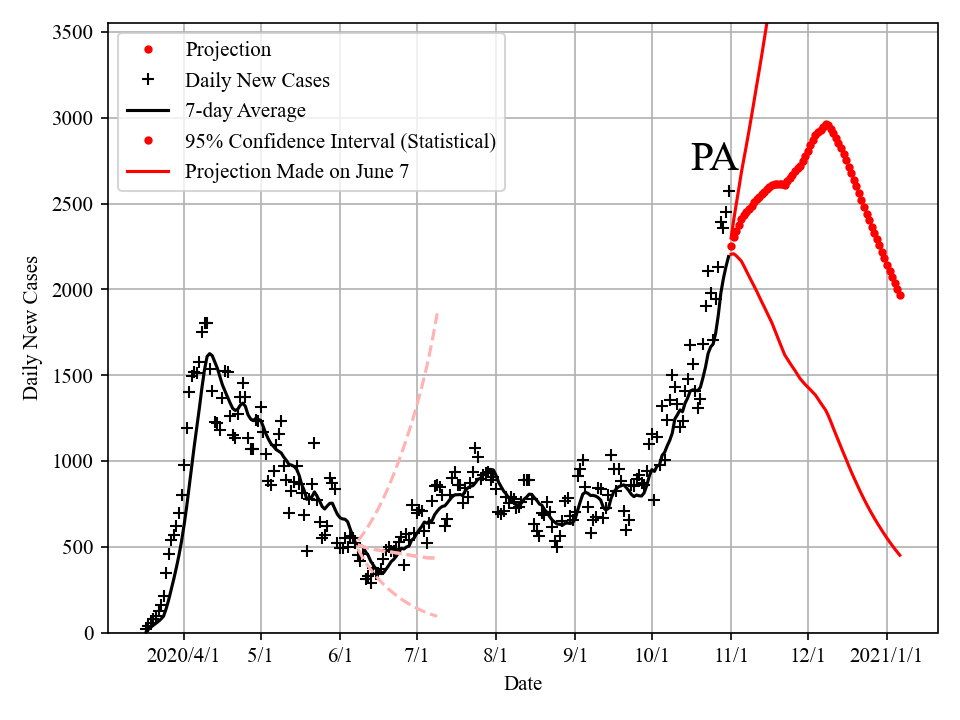 3500
3000
2500
2000
1500
1000
500
0
Daily New Cases
Projection
Daily New Cases
7-day Average
95% Confidence Interval (Statistical)
Projection Made on June 7
PA
2020/4/1 5/1 6/1 7/1 8/1 9/1 10/1 11/1 12/1 2021/1/1
Date